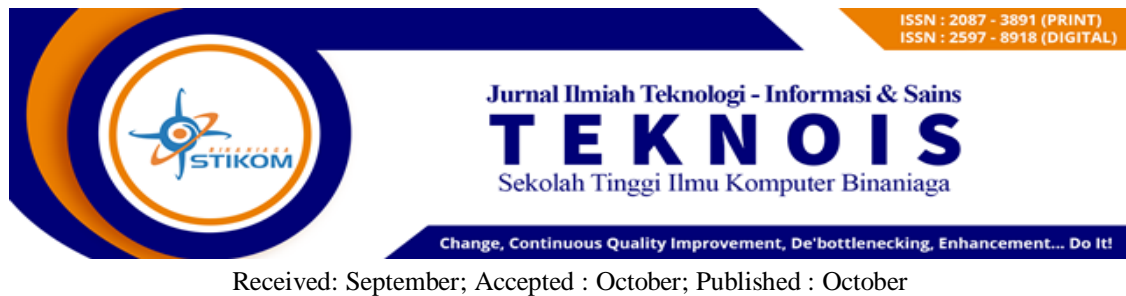 ISSN : 2087 - 3891 (PRINT)
ISSN : 2597 - 8918 (DIGITAL)
BINANIAGA
STIKOM
Jurnal Ilmiah Teknologi - Informasi & Sains
TEKNOIS
Sekolah Tinggi Ilmu Komputer Binaniaga
Change, Continuous Quality Improvement, De'bottlenecking, Enhancement... Do It!
Received: September; Accepted : October; Published : October